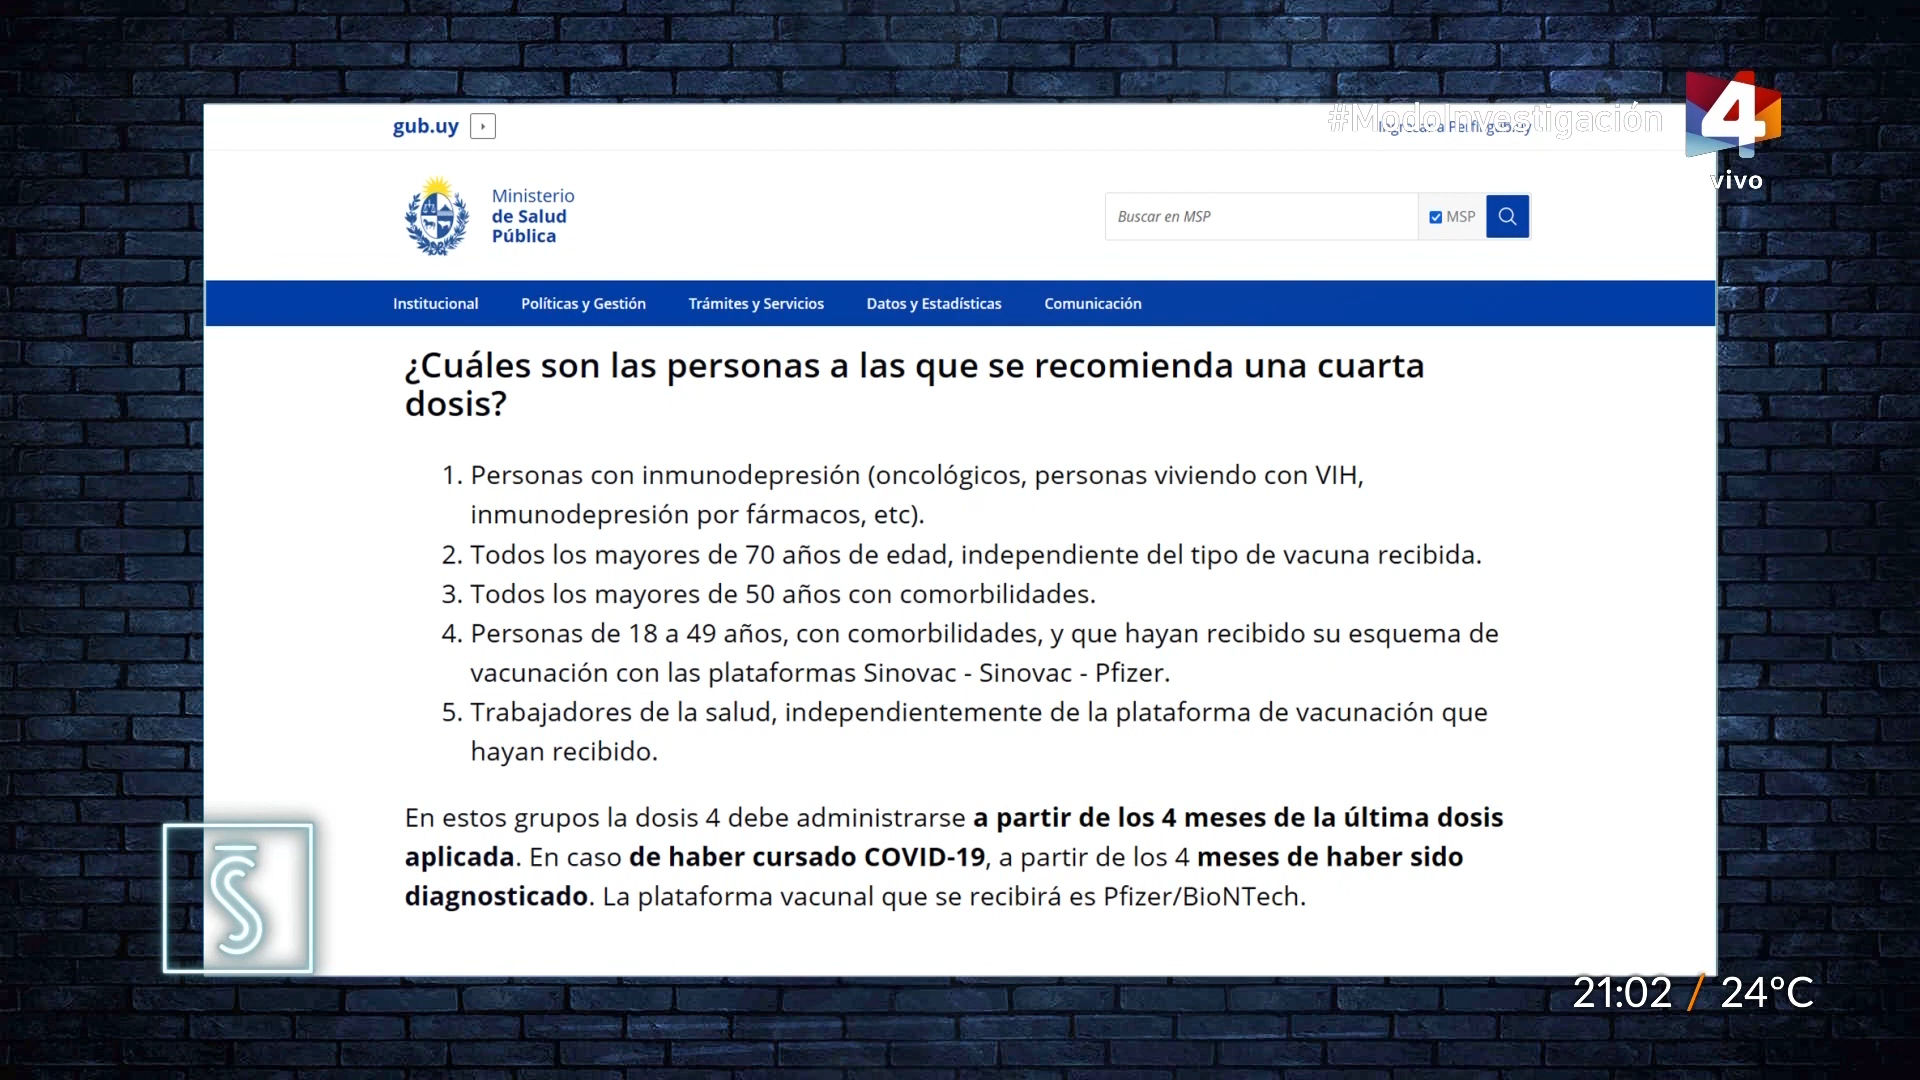 #ModoInvestigación
4
vivo
gub.uy
Ingresar a Perfil gub.uy
Ministerio
de Salud
Pública
Buscar en MSP
MSP
Institucional
Políticas y Gestión
Trámites y Servicios
Datos y Estadísticas
Comunicación
¿Cuáles son las personas a las que se recomienda una cuarta
dosis?
1. Personas con inmunodepresión (oncológicos, personas viviendo con VIH,
inmunodepresión por fármacos, etc).
2. Todos los mayores de 70 años de edad, independiente del tipo de vacuna recibida.
3. Todos los mayores de 50 años con comorbilidades.
4. Personas de 18 a 49 años, con comorbilidades, y que hayan recibido su esquema de
vacunación con las plataformas Sinovac - Sinovac - Pfizer.
5. Trabajadores de la salud, independientemente de la plataforma de vacunación que
hayan recibido.
En estos grupos la dosis 4 debe administrarse a partir de los 4 meses de la última dosis
aplicada. En caso de haber cursado COVID-19, a partir de los 4 meses de haber sido
diagnosticado. La plataforma vacunal que se recibirá es Pfizer/BioNTech.
S
21:02 / 24°C